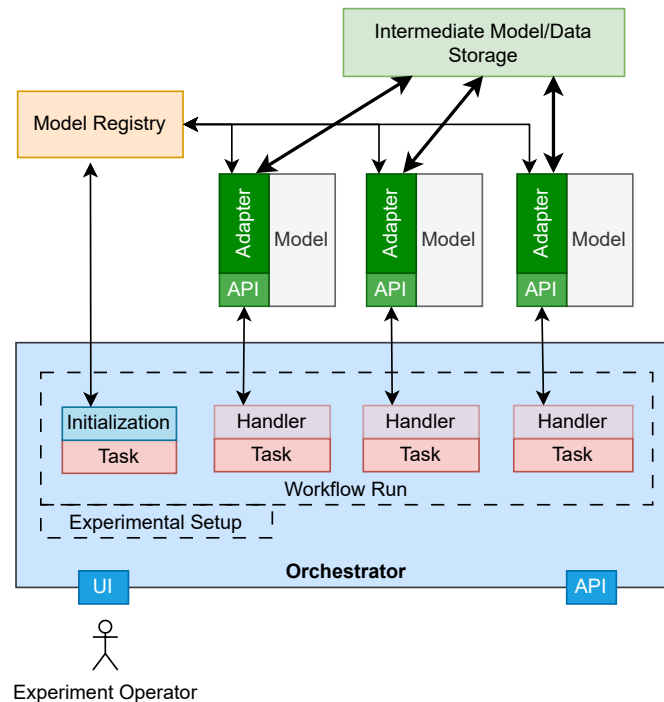 Intermediate Model/Data
Storage
Model Registry
Adapter
API
Model
Adapter
API
Model
Adapter
API
Model
Initialization
Task
Handler
Task
Handler
Task
Handler
Task
Workflow Run
Experimental Setup
Orchestrator
UI
API
Experiment Operator